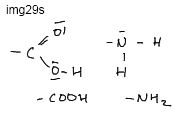 img29s
O
- C - N - H
O - H H
- COOH - NH2